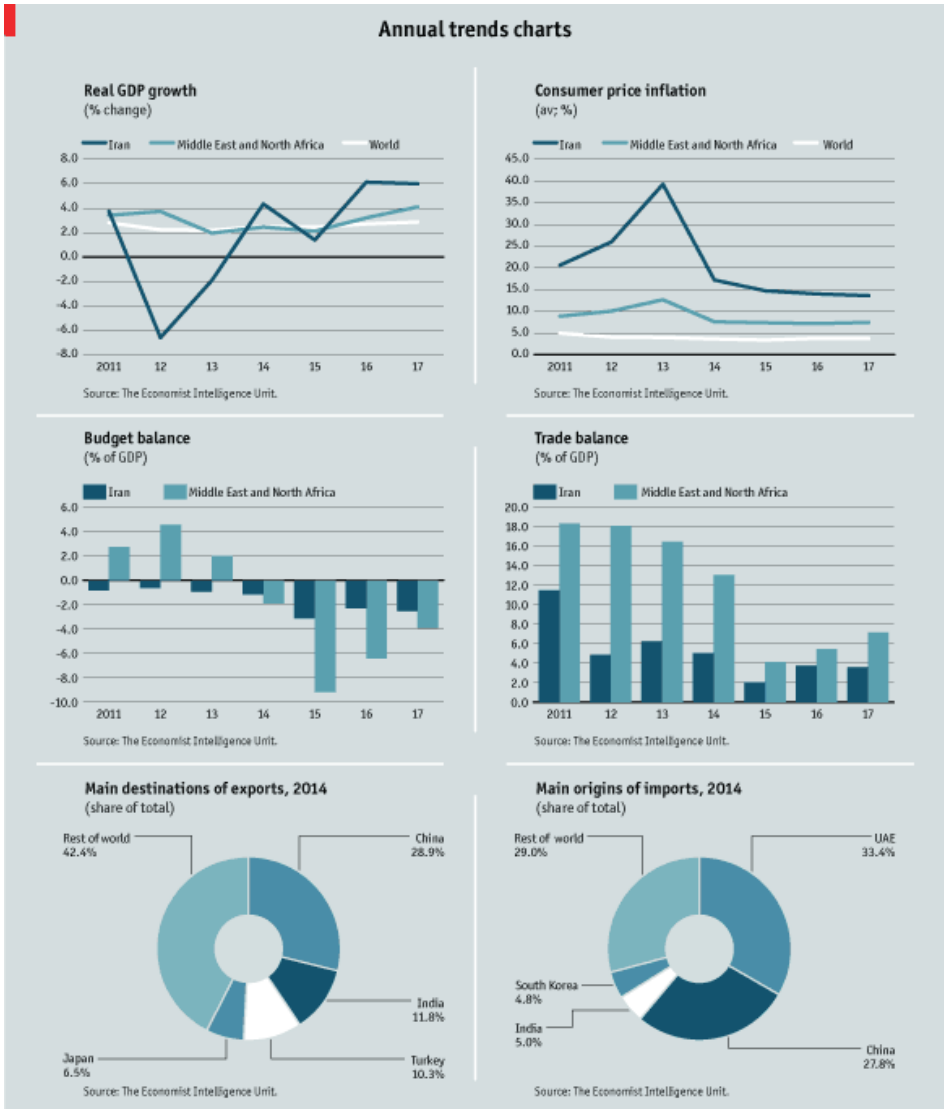 Annual trends charts
Real GDP growth
(% change)
Iran Middle East and North Africa World
8.0
6.0
4.0
2.0
0.0
-2.0
-4.0
-6.0
-8.0
2011 12 13 14 15 16 17
Source: The Economist Intelligence Unit.
Consumer price inflation
(av; %)
Iran Middle East and North Africa World
45.0
40.0
35.0
30.0
25.0
20.0
15.0
10.0
5.0
0.0
2011 12 13 14 15 16 17
Source: The Economist Intelligence Unit.
Budget balance
(% of GDP)
Iran Middle East and North Africa
6.0
4.0
2.0
0.0
-2.0
-4.0
-6.0
-8.0
-10.0
2011 12 13 14 15 16 17
Source: The Economist Intelligence Unit.
Trade balance
(% of GDP)
Iran Middle East and North Africa
20.0
18.0
16.0
14.0
12.0
10.0
8.0
6.0
4.0
2.0
0.0
2011 12 13 14 15 16 17
Source: The Economist Intelligence Unit.
Main destinations of exports, 2014
(share of total)
Rest of world
42.4%
China
28.9%
India
11.8%
Japan
6.5%
Turkey
10.3%
Source: The Economist Intelligence Unit.
Main origins of imports, 2014
(share of total)
Rest of world
29.0%
UAE
33.4%
South Korea
4.8%
India
5.0%
China
27.8%
Source: The Economist Intelligence Unit.